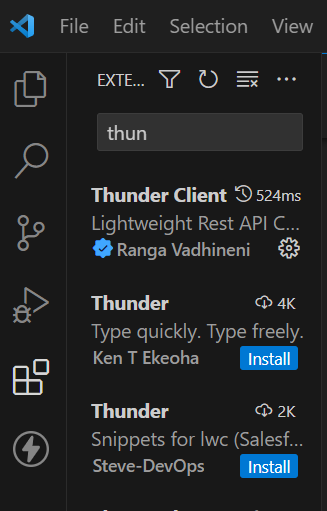 File Edit Selection View
EXTE...
thun
Thunder Client 524ms
Lightweight Rest API C...
Ranga Vadhineni
Thunder 4K
Type quickly. Type freely.
Ken T Ekeoha Install
Thunder 2K
Snippets for lwc (Salesf...
Steve-DevOps Install